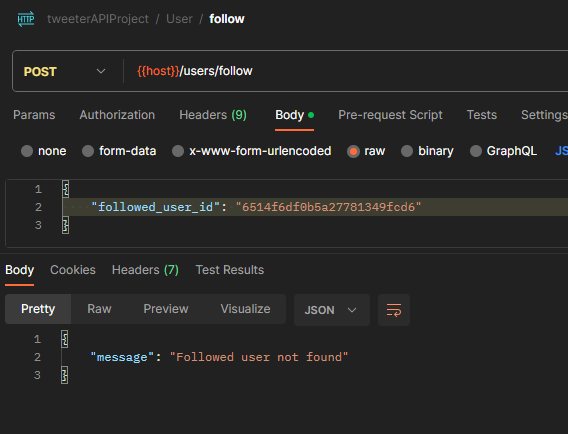 HTTP tweeterAPIProject / User / follow
POST {{host}}/users/follow
Params Authorization Headers (9) Body Pre-request Script Tests Settings
none form-data x-www-form-urlencoded raw binary GraphQL JS
1 {
2 "followed_user_id": "6514f6df0b5a27781349fcd6"
3 }
Body Cookies Headers (7) Test Results
Pretty Raw Preview Visualize JSON
1 {
2 "message": "Followed user not found"
3 }